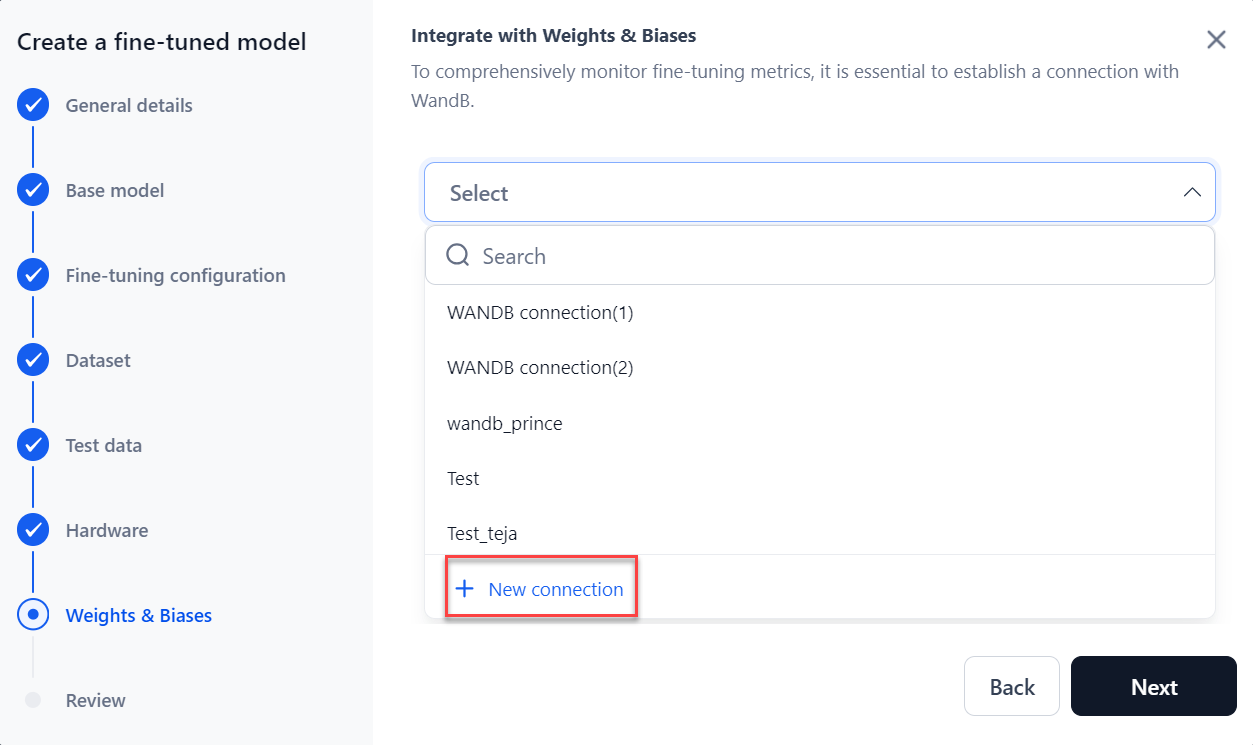 Create a fine-tuned model
General details
Base model
Fine-tuning configuration
Dataset
Test data
Hardware
Weights & Biases
Review
Integrate with Weights & Biases
To comprehensively monitor fine-tuning metrics, it is essential to establish a connection with
WandB.
Select
Search
WANDB connection(1)
WANDB connection(2)
wandb_prince
Test
Test_teja
New connection
Back
Next